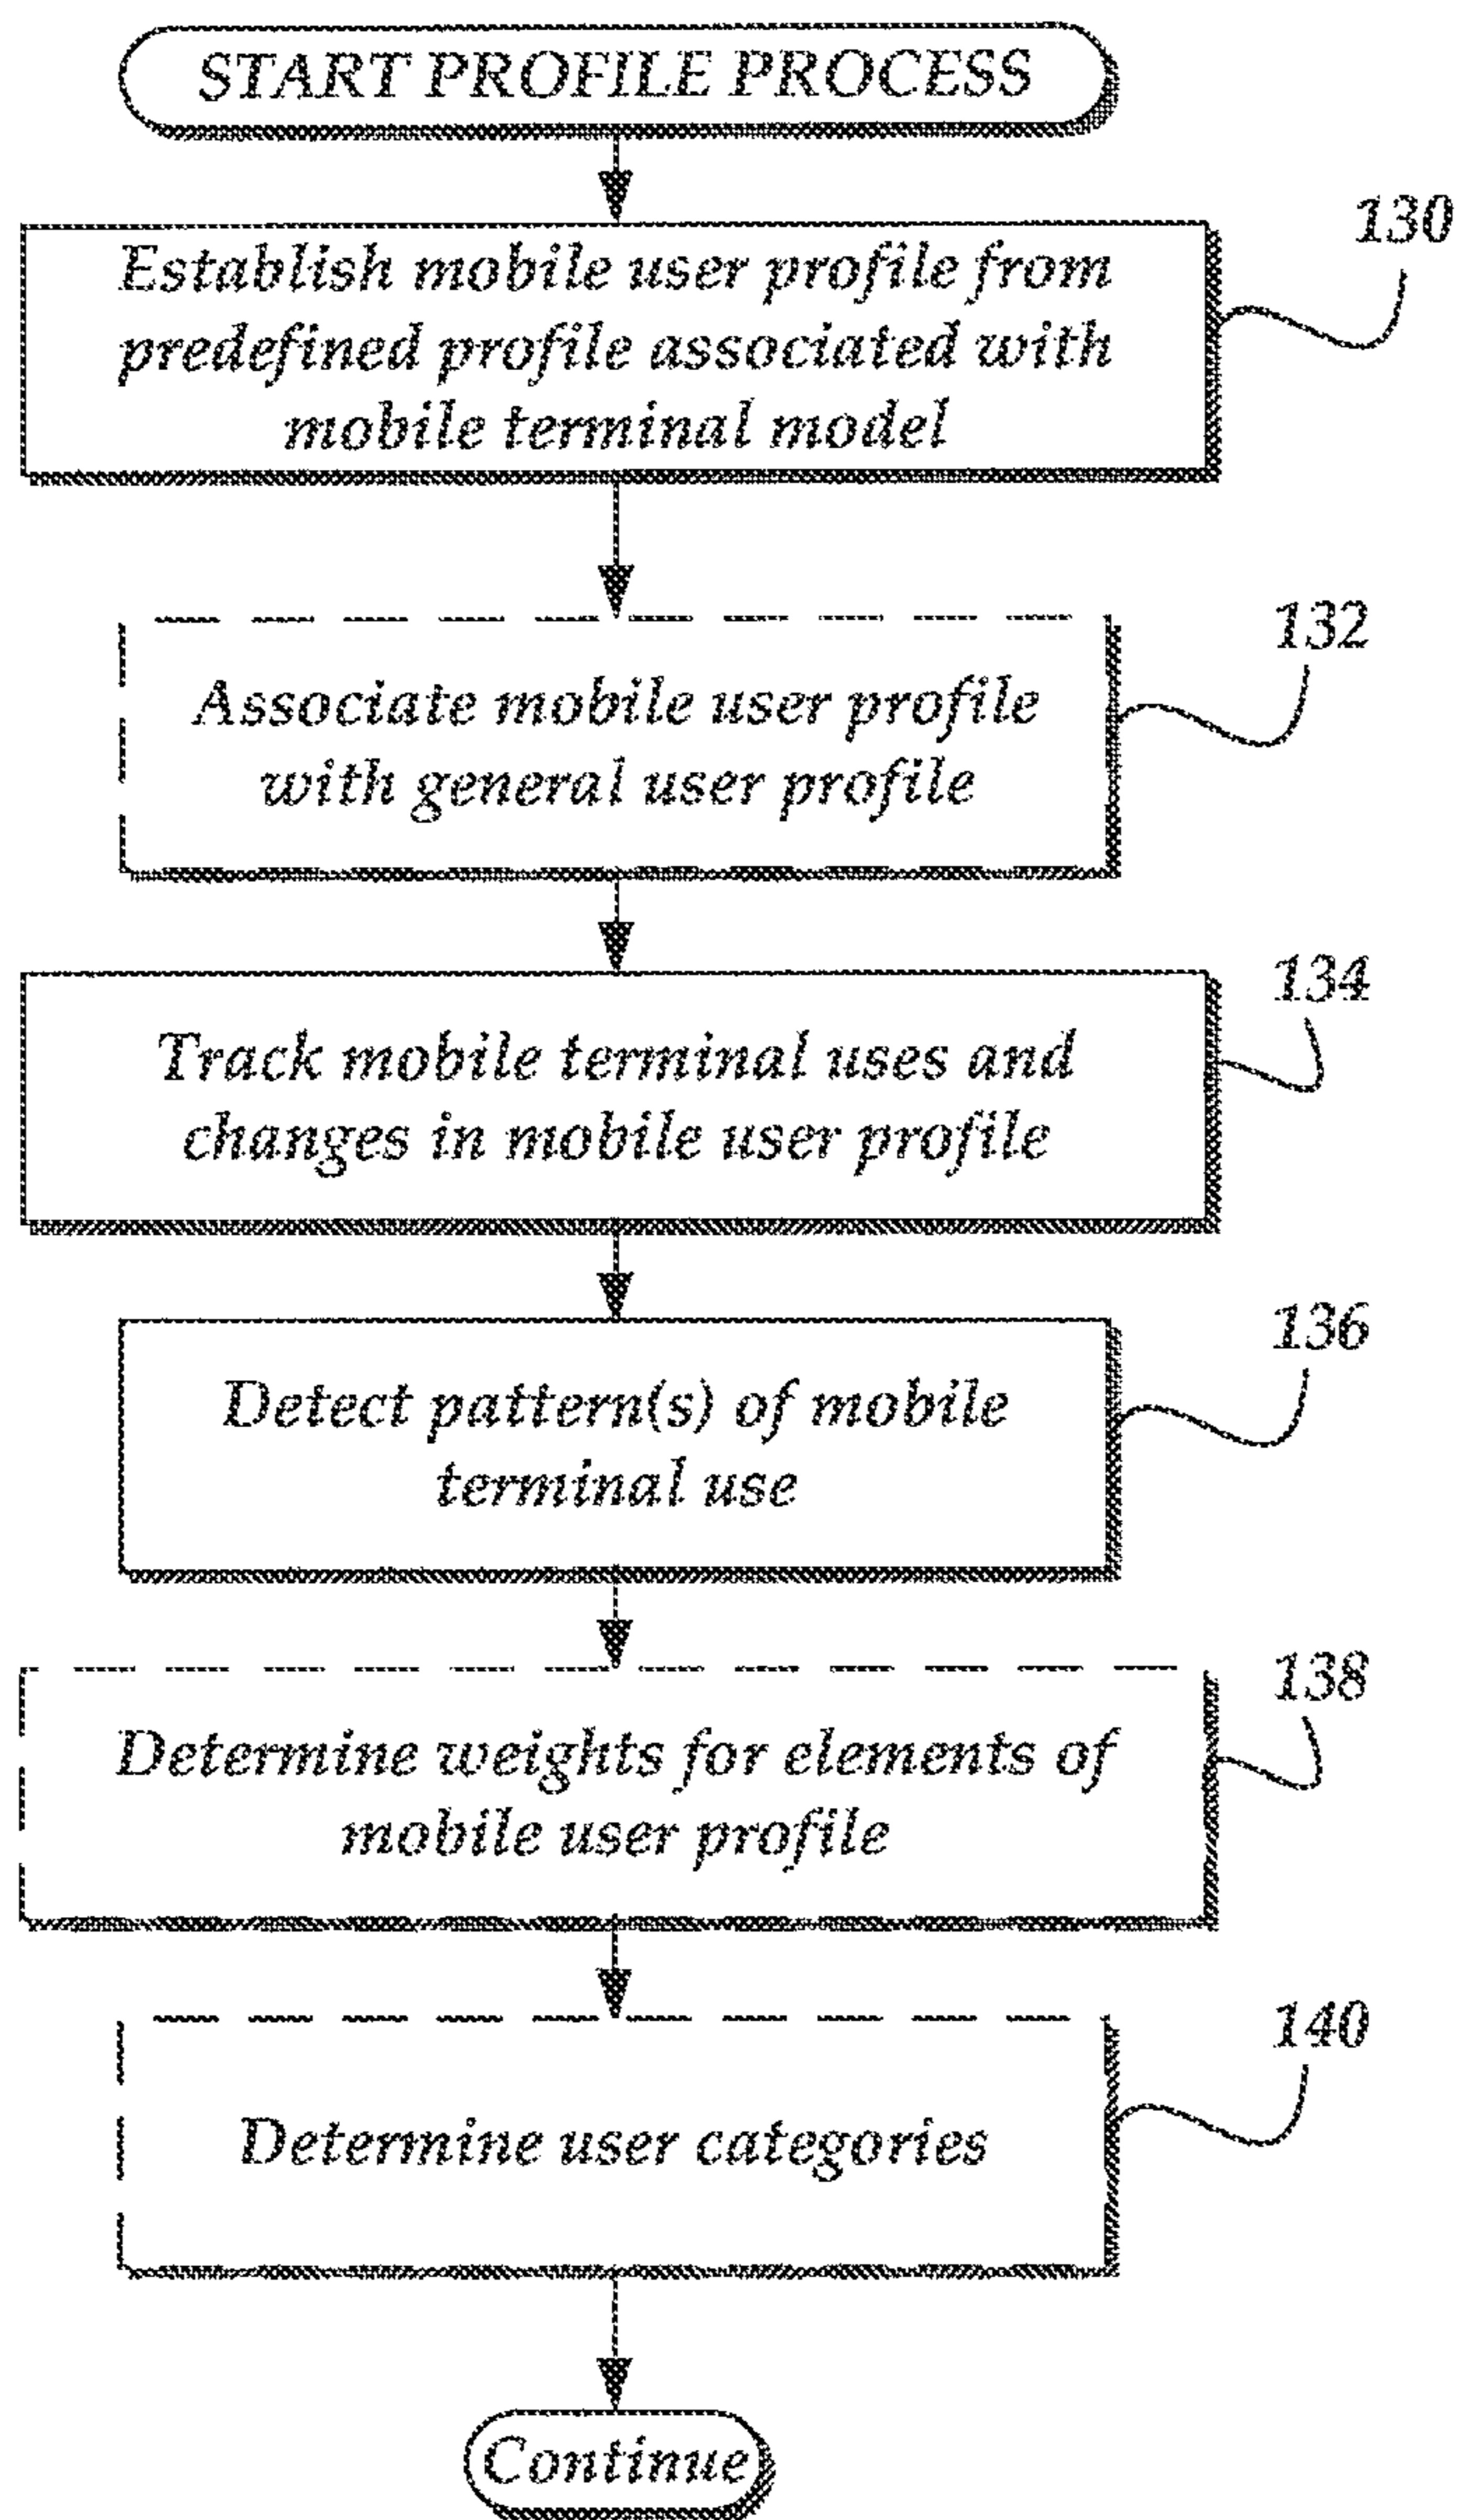 START PROFILE PROCESS
130
Establish mobile user profile from
predefined profile associated with
mobile terminal model
132
Associate mobile user profile
with general user profile
134
Track mobile terminal uses and
changes in mobile user profile
136
Detect pattern(s) of mobile
terminal use
138
Determine weights for elements of
mobile user profile
140
Determine user categories
Continue